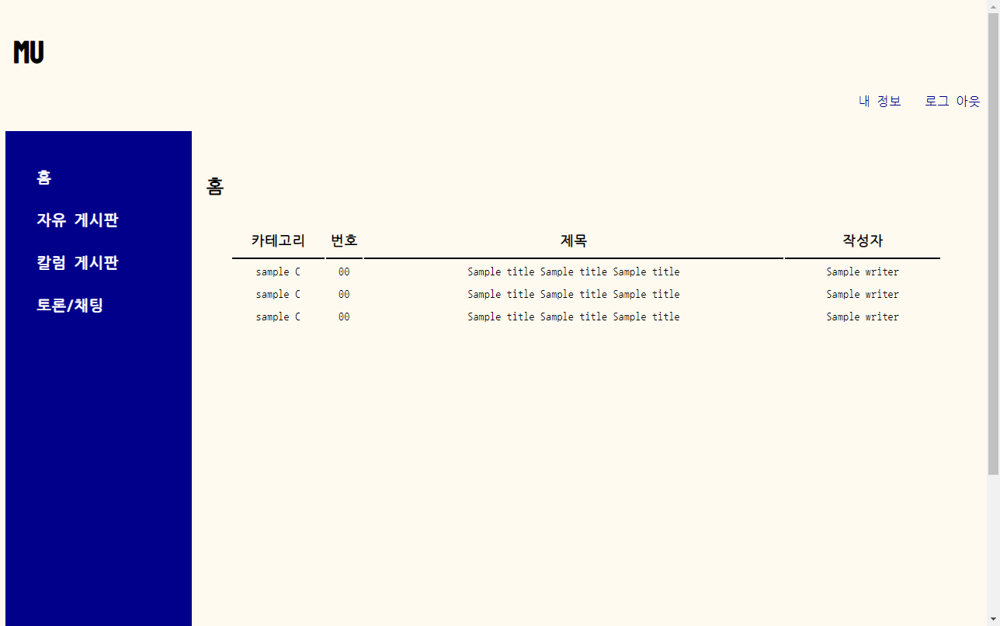 MU
내 정보 로그 아웃
홈
자유 게시판
칼럼 게시판
토론/채팅
홈
카테고리 번호 제목 작성자
sample C 00 Sample title Sample title Sample title Sample writer
sample C 00 Sample title Sample title Sample title Sample writer
sample C 00 Sample title Sample title Sample title Sample writer